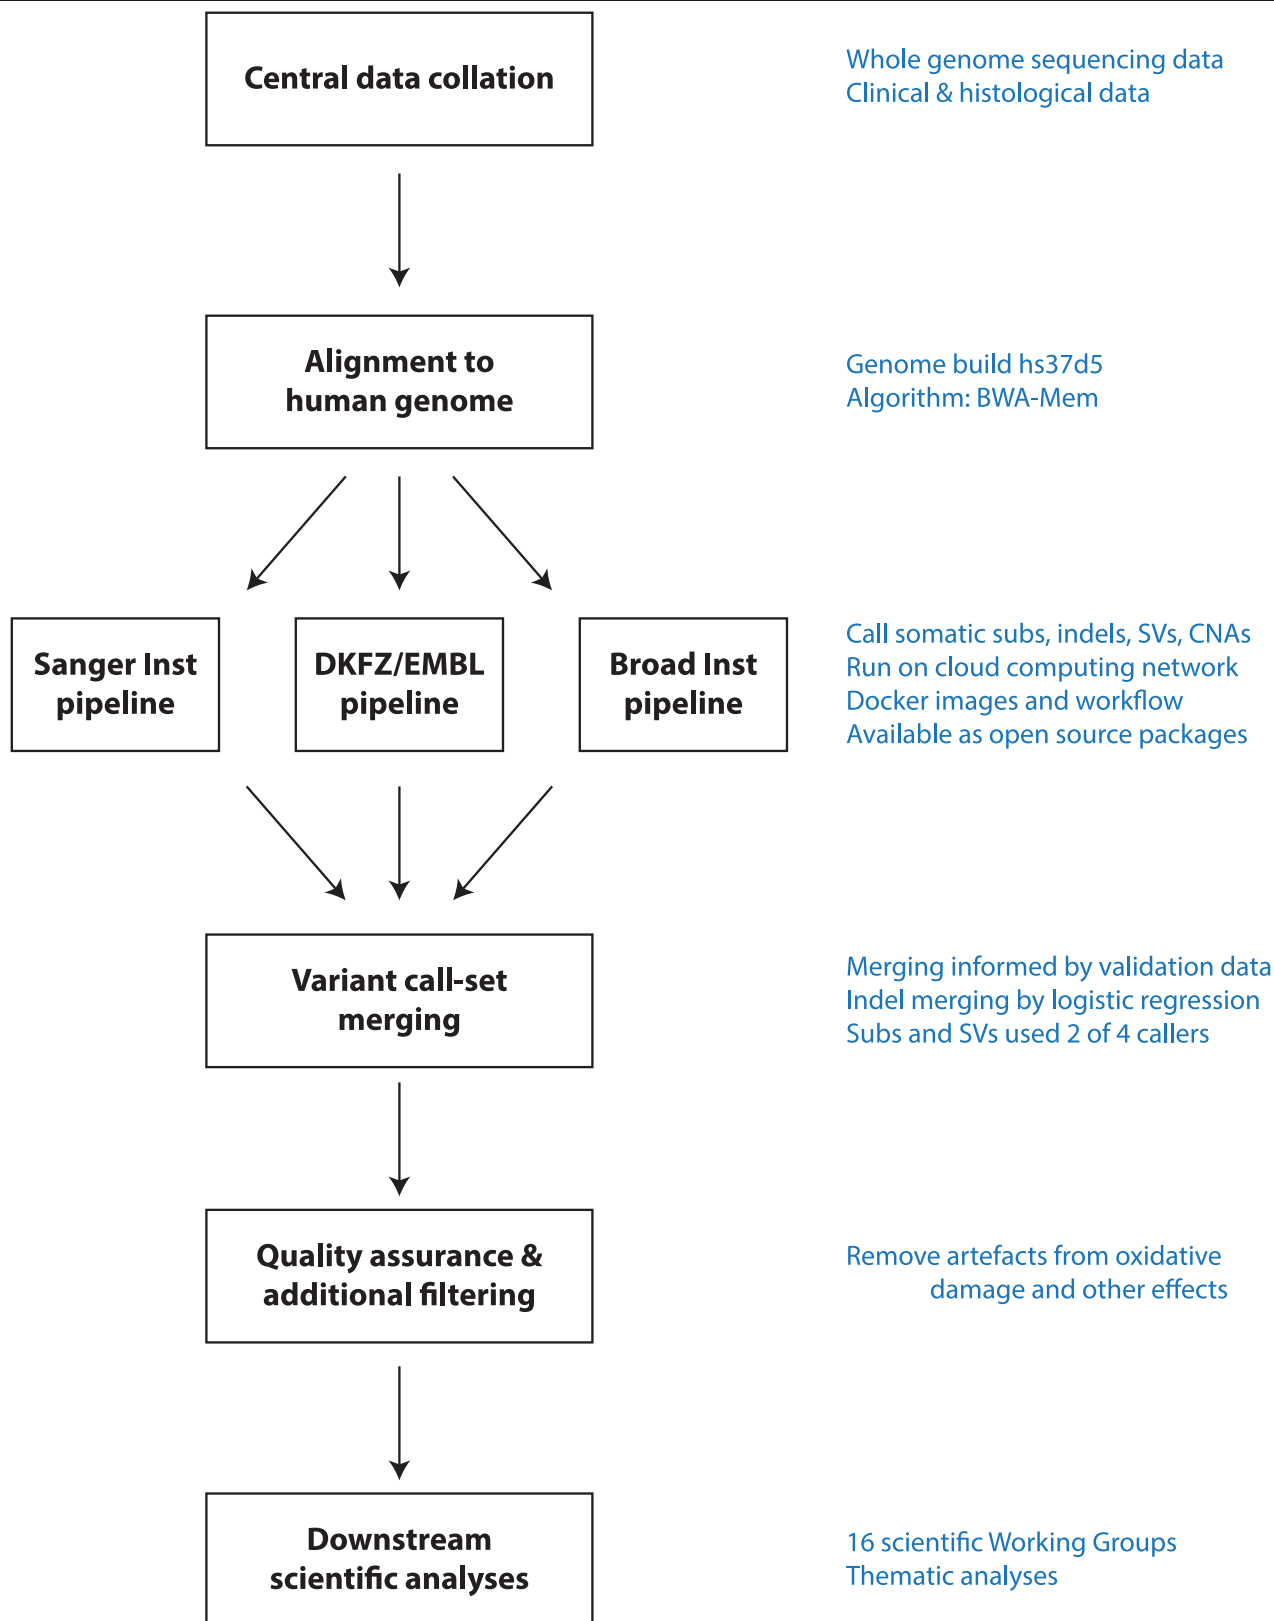 Central data collation
Whole genome sequencing data
Clinical & histological data
Alignment to
human genome
Genome build hs37d5
Algorithm: BWA-Mem
Sanger Inst
pipeline
DKFZ/EMBL
pipeline
Broad Inst
pipeline
Call somatic subs, indels, SVs, CNAs
Run on cloud computing network
Docker images and workflow
Available as open source packages
Variant call-set
merging
Merging informed by validation data
Indel merging by logistic regression
Subs and SVs used 2 of 4 callers
Quality assurance &
additional filtering
Remove artefacts from oxidative
damage and other effects
Downstream
scientific analyses
16 scientific Working Groups
Thematic analyses